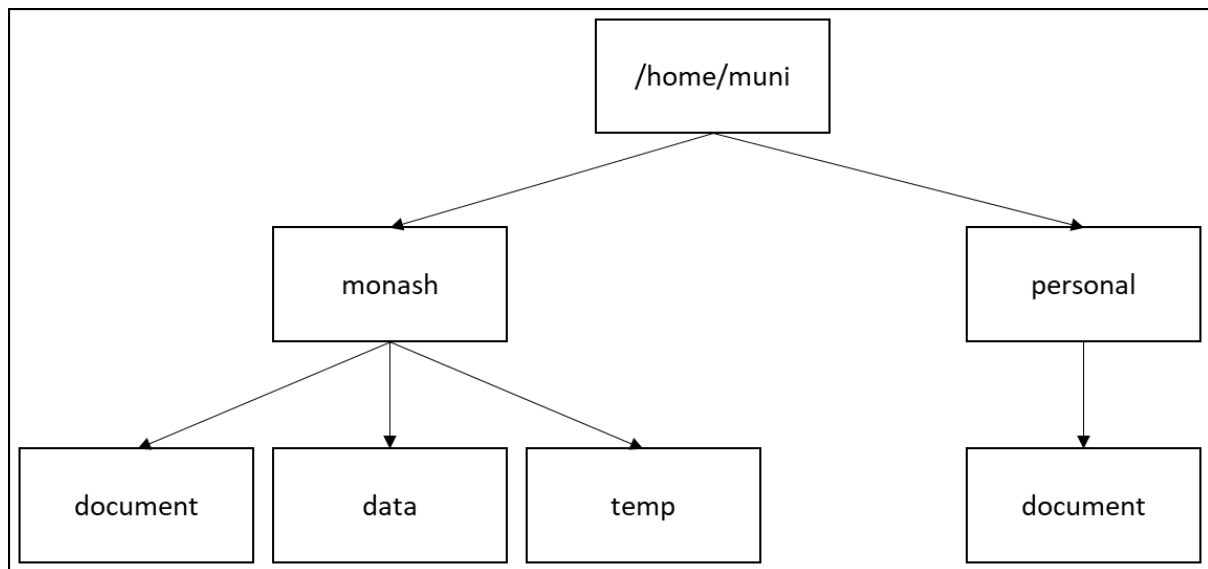 /home/muni
monash
personal
document
data
temp
document